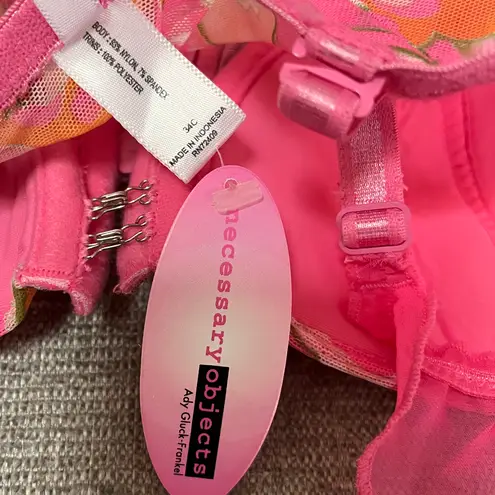 BODY : 93% NYLON, 7% SPANDEX
TRIMS : 100% POLYESTER
34C
MADE IN INDONESIA
RN72409
necessary objects
Ady Gluck-Frankel